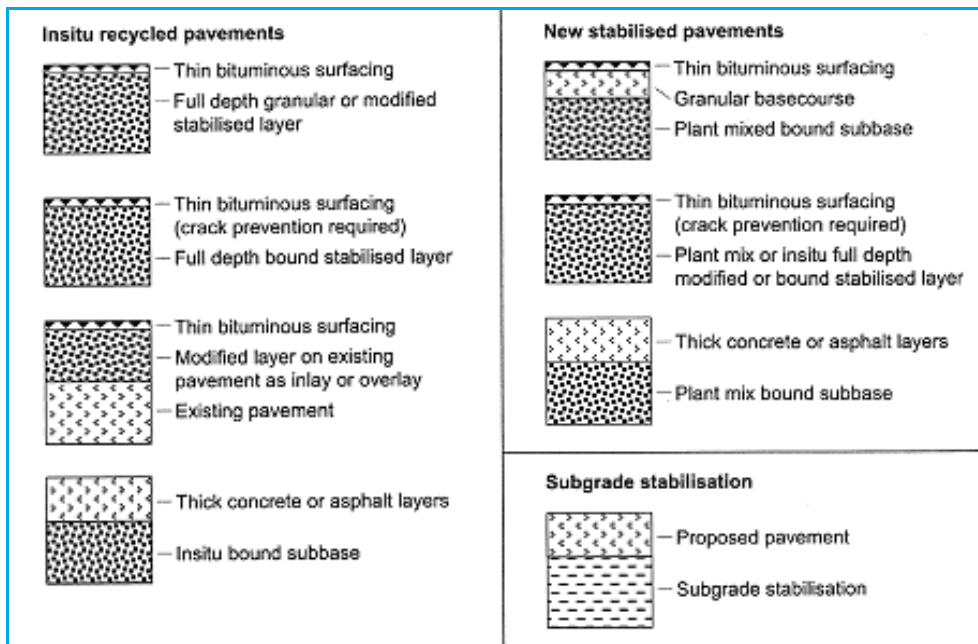 Insitu recycled pavements
Thin bituminous surfacing
Full depth granular or modified
stabilised layer
Thin bituminous surfacing
(crack prevention required)
Full depth bound stabilised layer
Thin bituminous surfacing
Modified layer on existing
pavement as inlay or overlay
Existing pavement
Thick concrete or asphalt layers
Insitu bound subbase
New stabilised pavements
Thin bituminous surfacing
Granular basecourse
Plant mixed bound subbase
Thin bituminous surfacing
(crack prevention required)
Plant mix or insitu full depth
modified or bound stabilised layer
Thick concrete or asphalt layers
Plant mix bound subbase
Subgrade stabilisation
Proposed pavement
Subgrade stabilisation